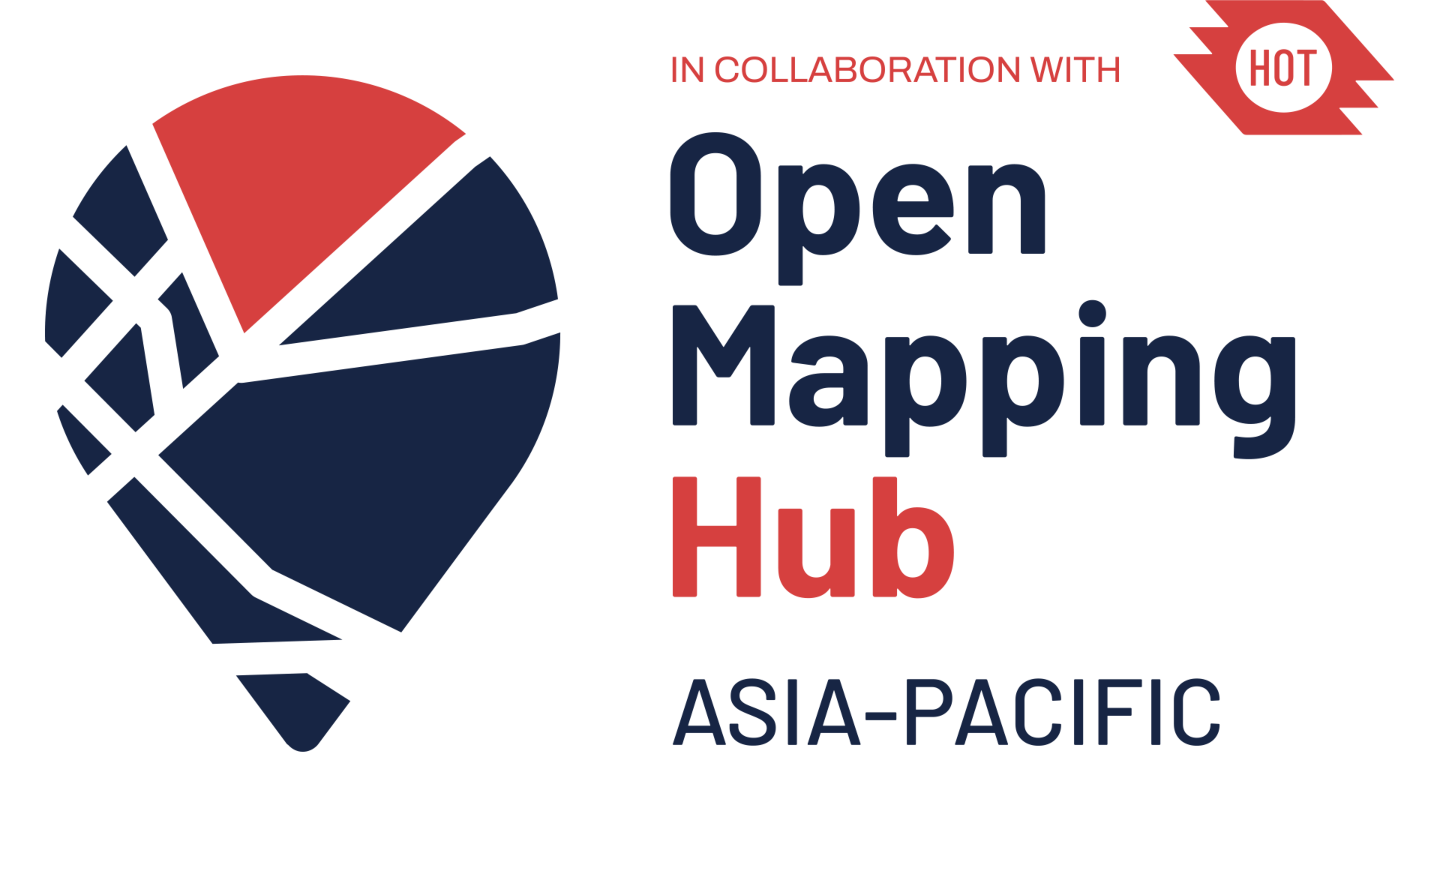 IN COLLABORATION WITH
HOT
Open
Mapping
Hub
ASIA-PACIFIC